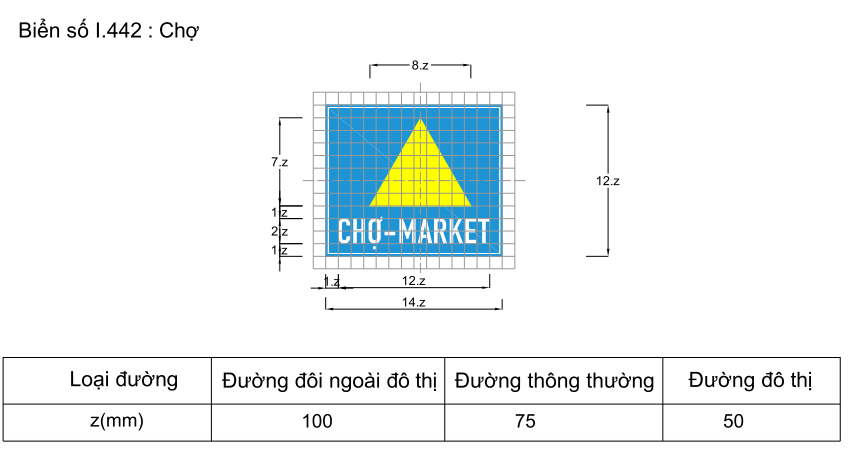 Biển số I.442 : Chợ
8.z
7.z
12.z
1.z
2.z
1.z
CHỢ-MARKET
1.z
12.z
14.z
Loại đường Đường đôi ngoài đô thị Đường thông thường Đường đô thị
z(mm) 100 75 50